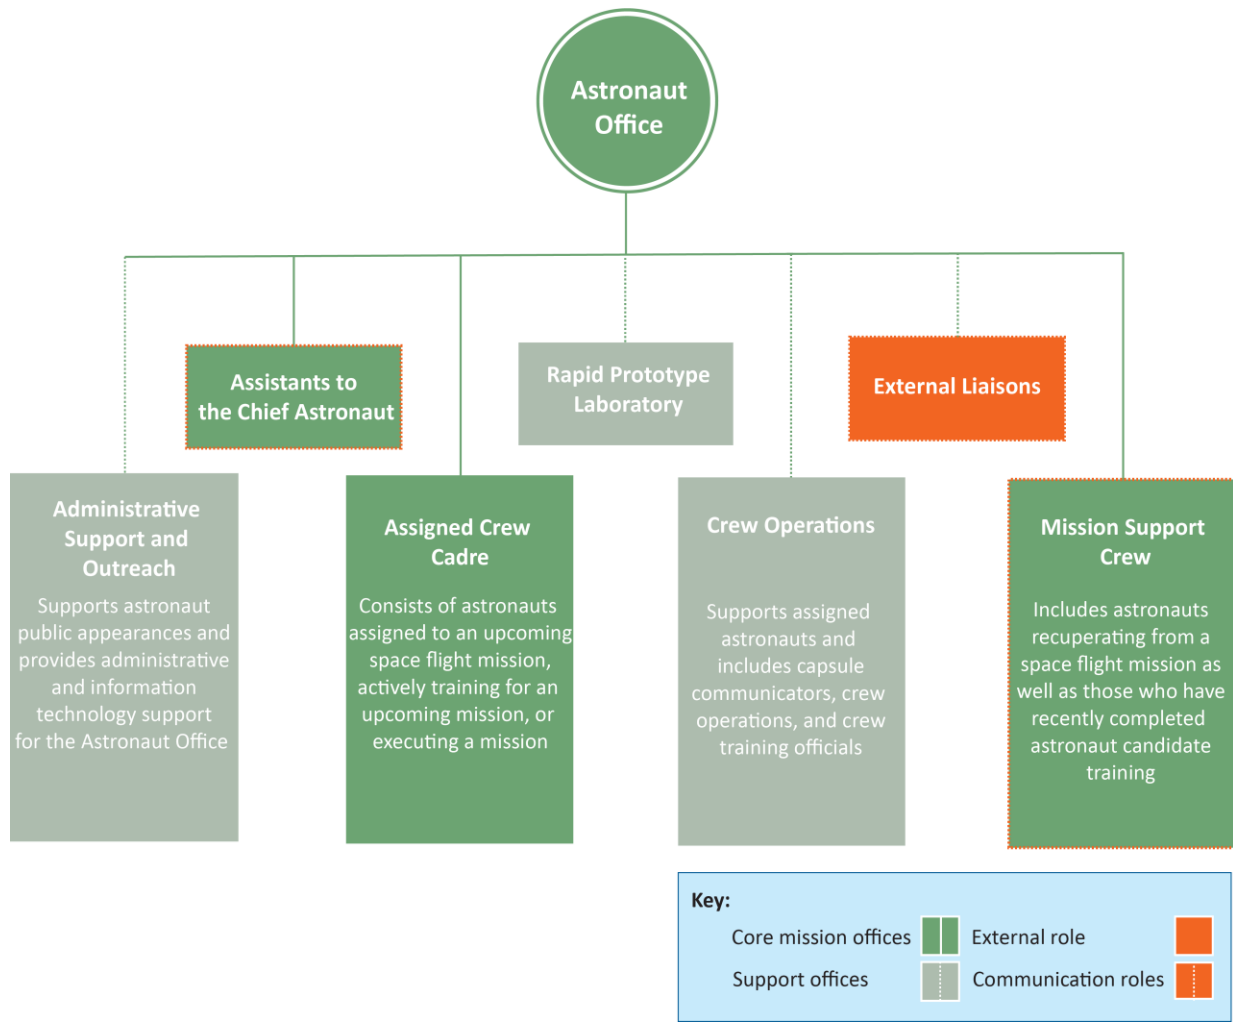 Astronaut
Office
Assistants to
the Chief Astronaut
Rapid Prototype
Laboratory
External Liaisons
Administrative
Support and
Outreach
Supports astronaut
public appearances and
provides administrative
and information
technology support
for the Astronaut Office
Assigned Crew
Cadre
Consists of astronauts
assigned to an upcoming
space flight mission,
actively training for an
upcoming mission, or
executing a mission
Crew Operations
Supports assigned
astronauts and
includes capsule
communicators, crew
operations, and crew
training officials
Mission Support
Crew
Includes astronauts
recuperating from a
space flight mission as
well as those who have
recently completed
astronaut candidate
training
Key:
Core mission offices
External role
Support offices
Communication roles